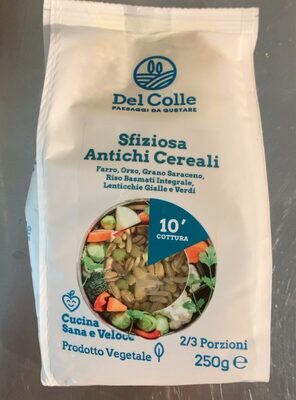 Del Colle
PAESAGGI DA GUSTARE
Sfiziosa
Antichi Cereali
Farro, Orzo, Grano Saraceno,
Riso Basmati Integrale,
Lenticchie Gialle e Verdi
10'
COTTURA
Cucina
Sana e Veloce
Prodotto Vegetale
2/3 Porzioni
250g e